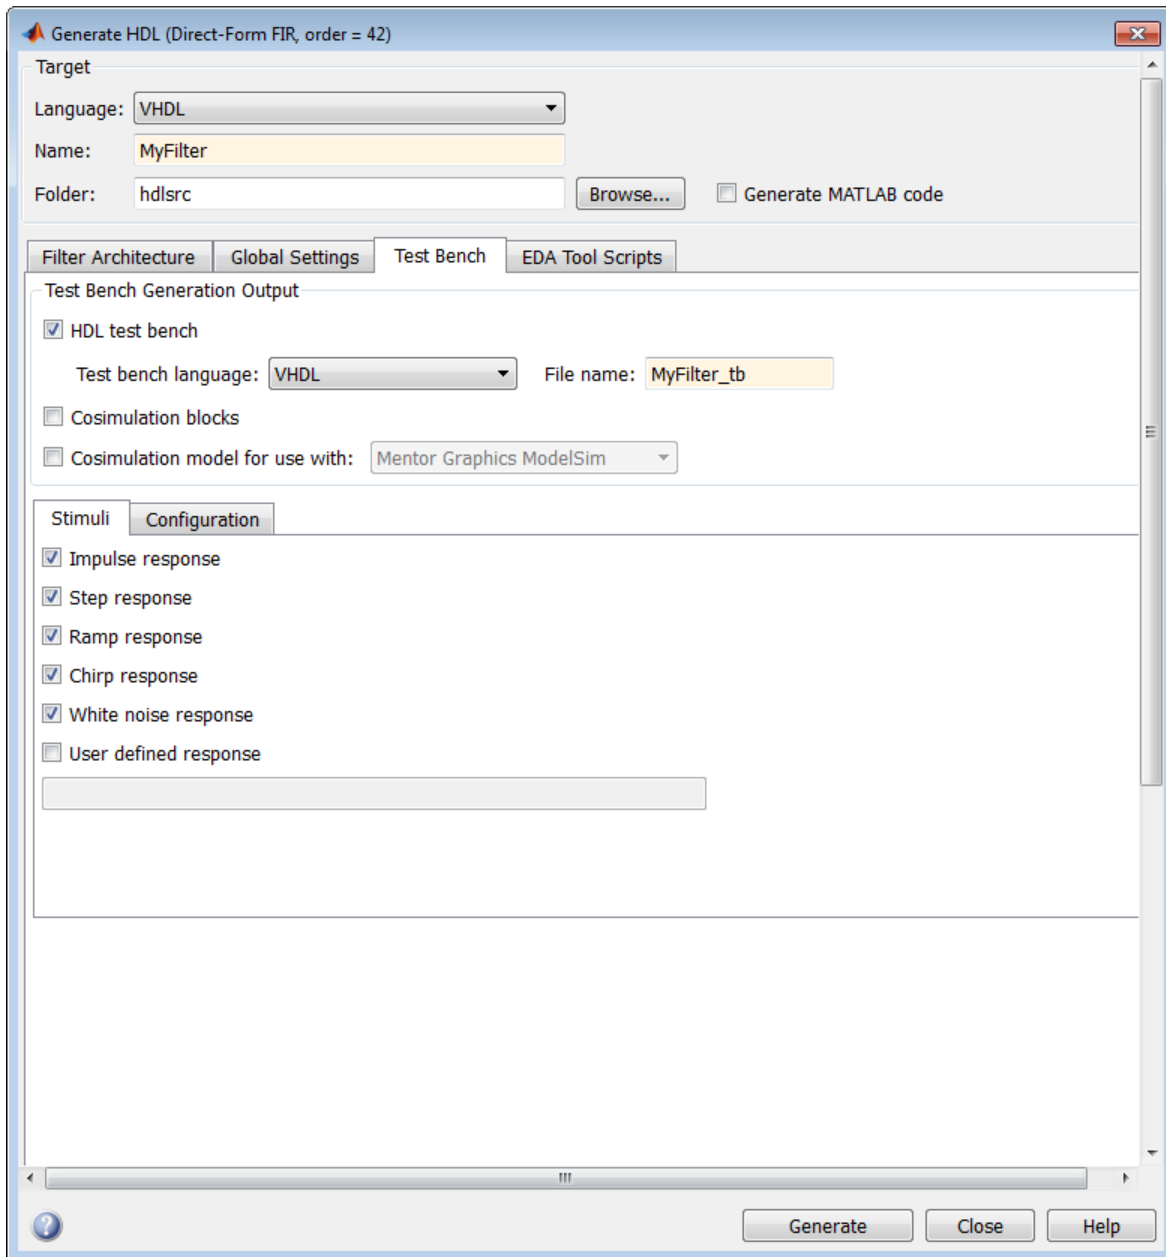 Generate HDL (Direct-Form FIR, order = 42)
Target
Language: VHDL
Name: MyFilter
Folder: hdlsrc Browse... Generate MATLAB code
Filter Architecture Global Settings Test Bench EDA Tool Scripts
Test Bench Generation Output
HDL test bench
Test bench language: VHDL File name: MyFilter_tb
Cosimulation blocks
Cosimulation model for use with: Mentor Graphics ModelSim
Stimuli Configuration
Impulse response
Step response
Ramp response
Chirp response
White noise response
User defined response
Generate Close Help